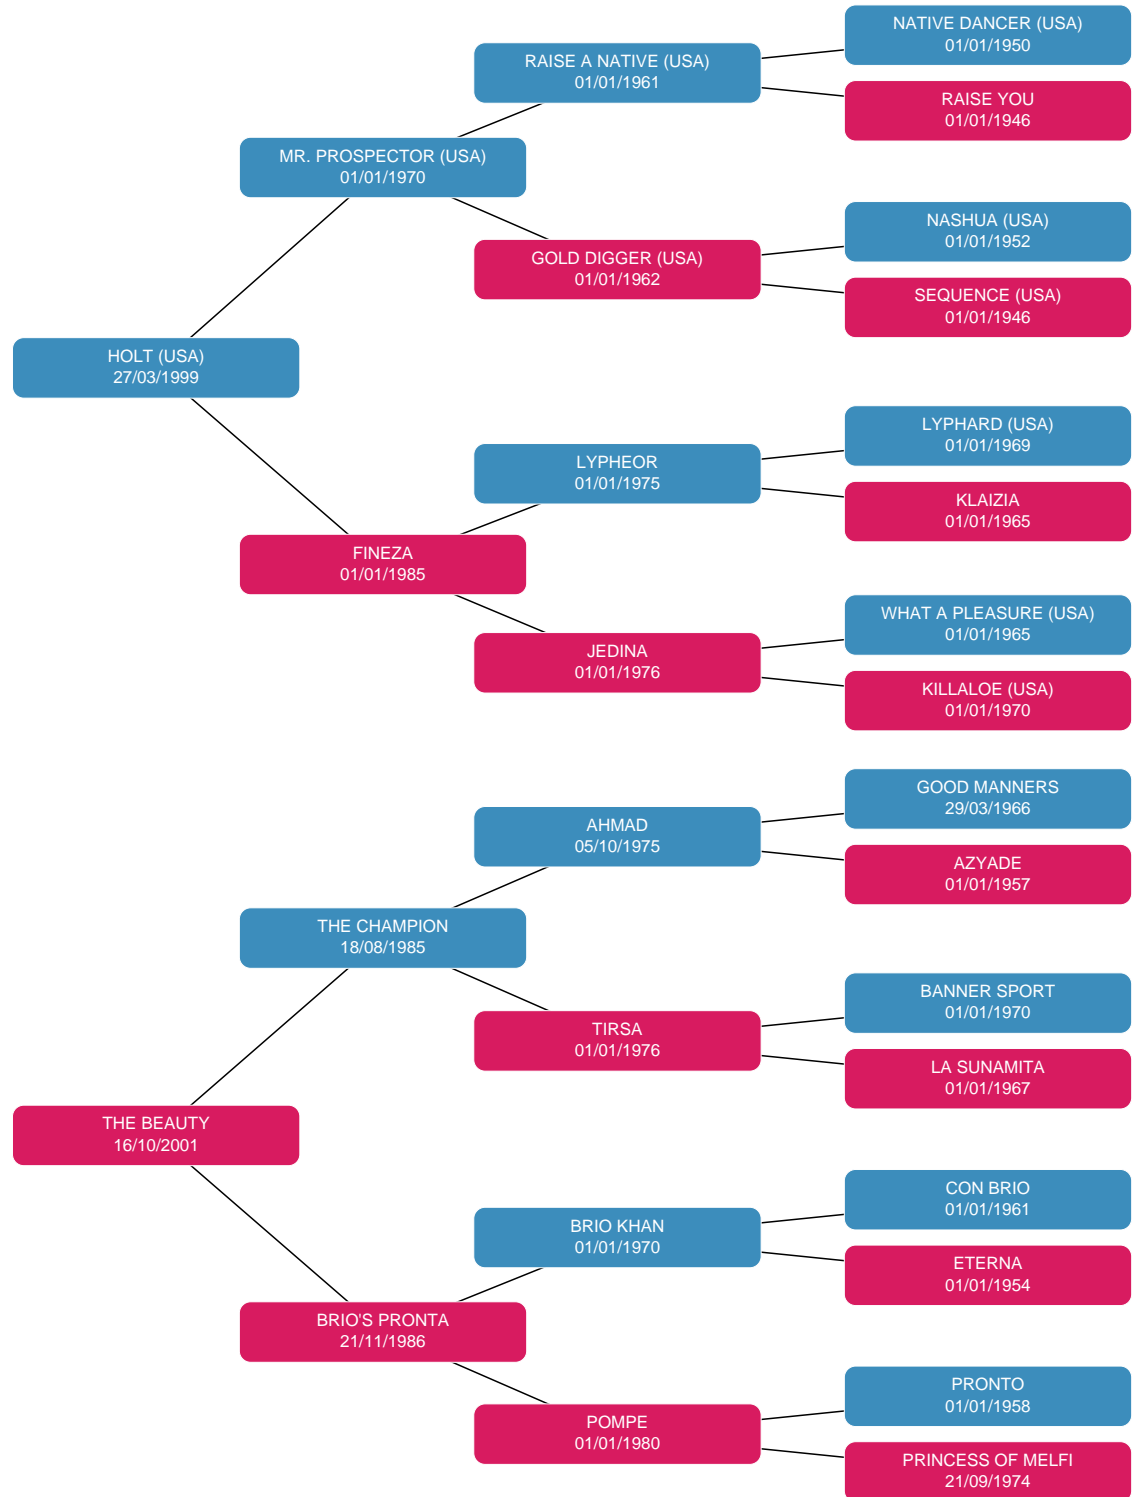 NATIVE DANCER (USA)
01/01/1950
RAISE A NATIVE (USA)
01/01/1961
RAISE YOU
01/01/1946
MR. PROSPECTOR (USA)
01/01/1970
NASHUA (USA)
01/01/1952
GOLD DIGGER (USA)
01/01/1962
SEQUENCE (USA)
01/01/1946
HOLT (USA)
27/03/1999
LYPHARD (USA)
01/01/1969
LYPHEOR
01/01/1975
KLAIZIA
01/01/1965
FINEZA
01/01/1985
WHAT A PLEASURE (USA)
01/01/1965
JEDINA
01/01/1976
KILLALOE (USA)
01/01/1970
GOOD MANNERS
29/03/1966
AHMAD
05/10/1975
AZYADE
01/01/1957
THE CHAMPION
18/08/1985
BANNER SPORT
01/01/1970
TIRSA
01/01/1976
LA SUNAMITA
01/01/1967
THE BEAUTY
16/10/2001
CON BRIO
01/01/1961
BRIO KHAN
01/01/1970
ETERNA
01/01/1954
BRIO'S PRONTA
21/11/1986
PRONTO
01/01/1958
POMPE
01/01/1980
PRINCESS OF MELFI
21/09/1974